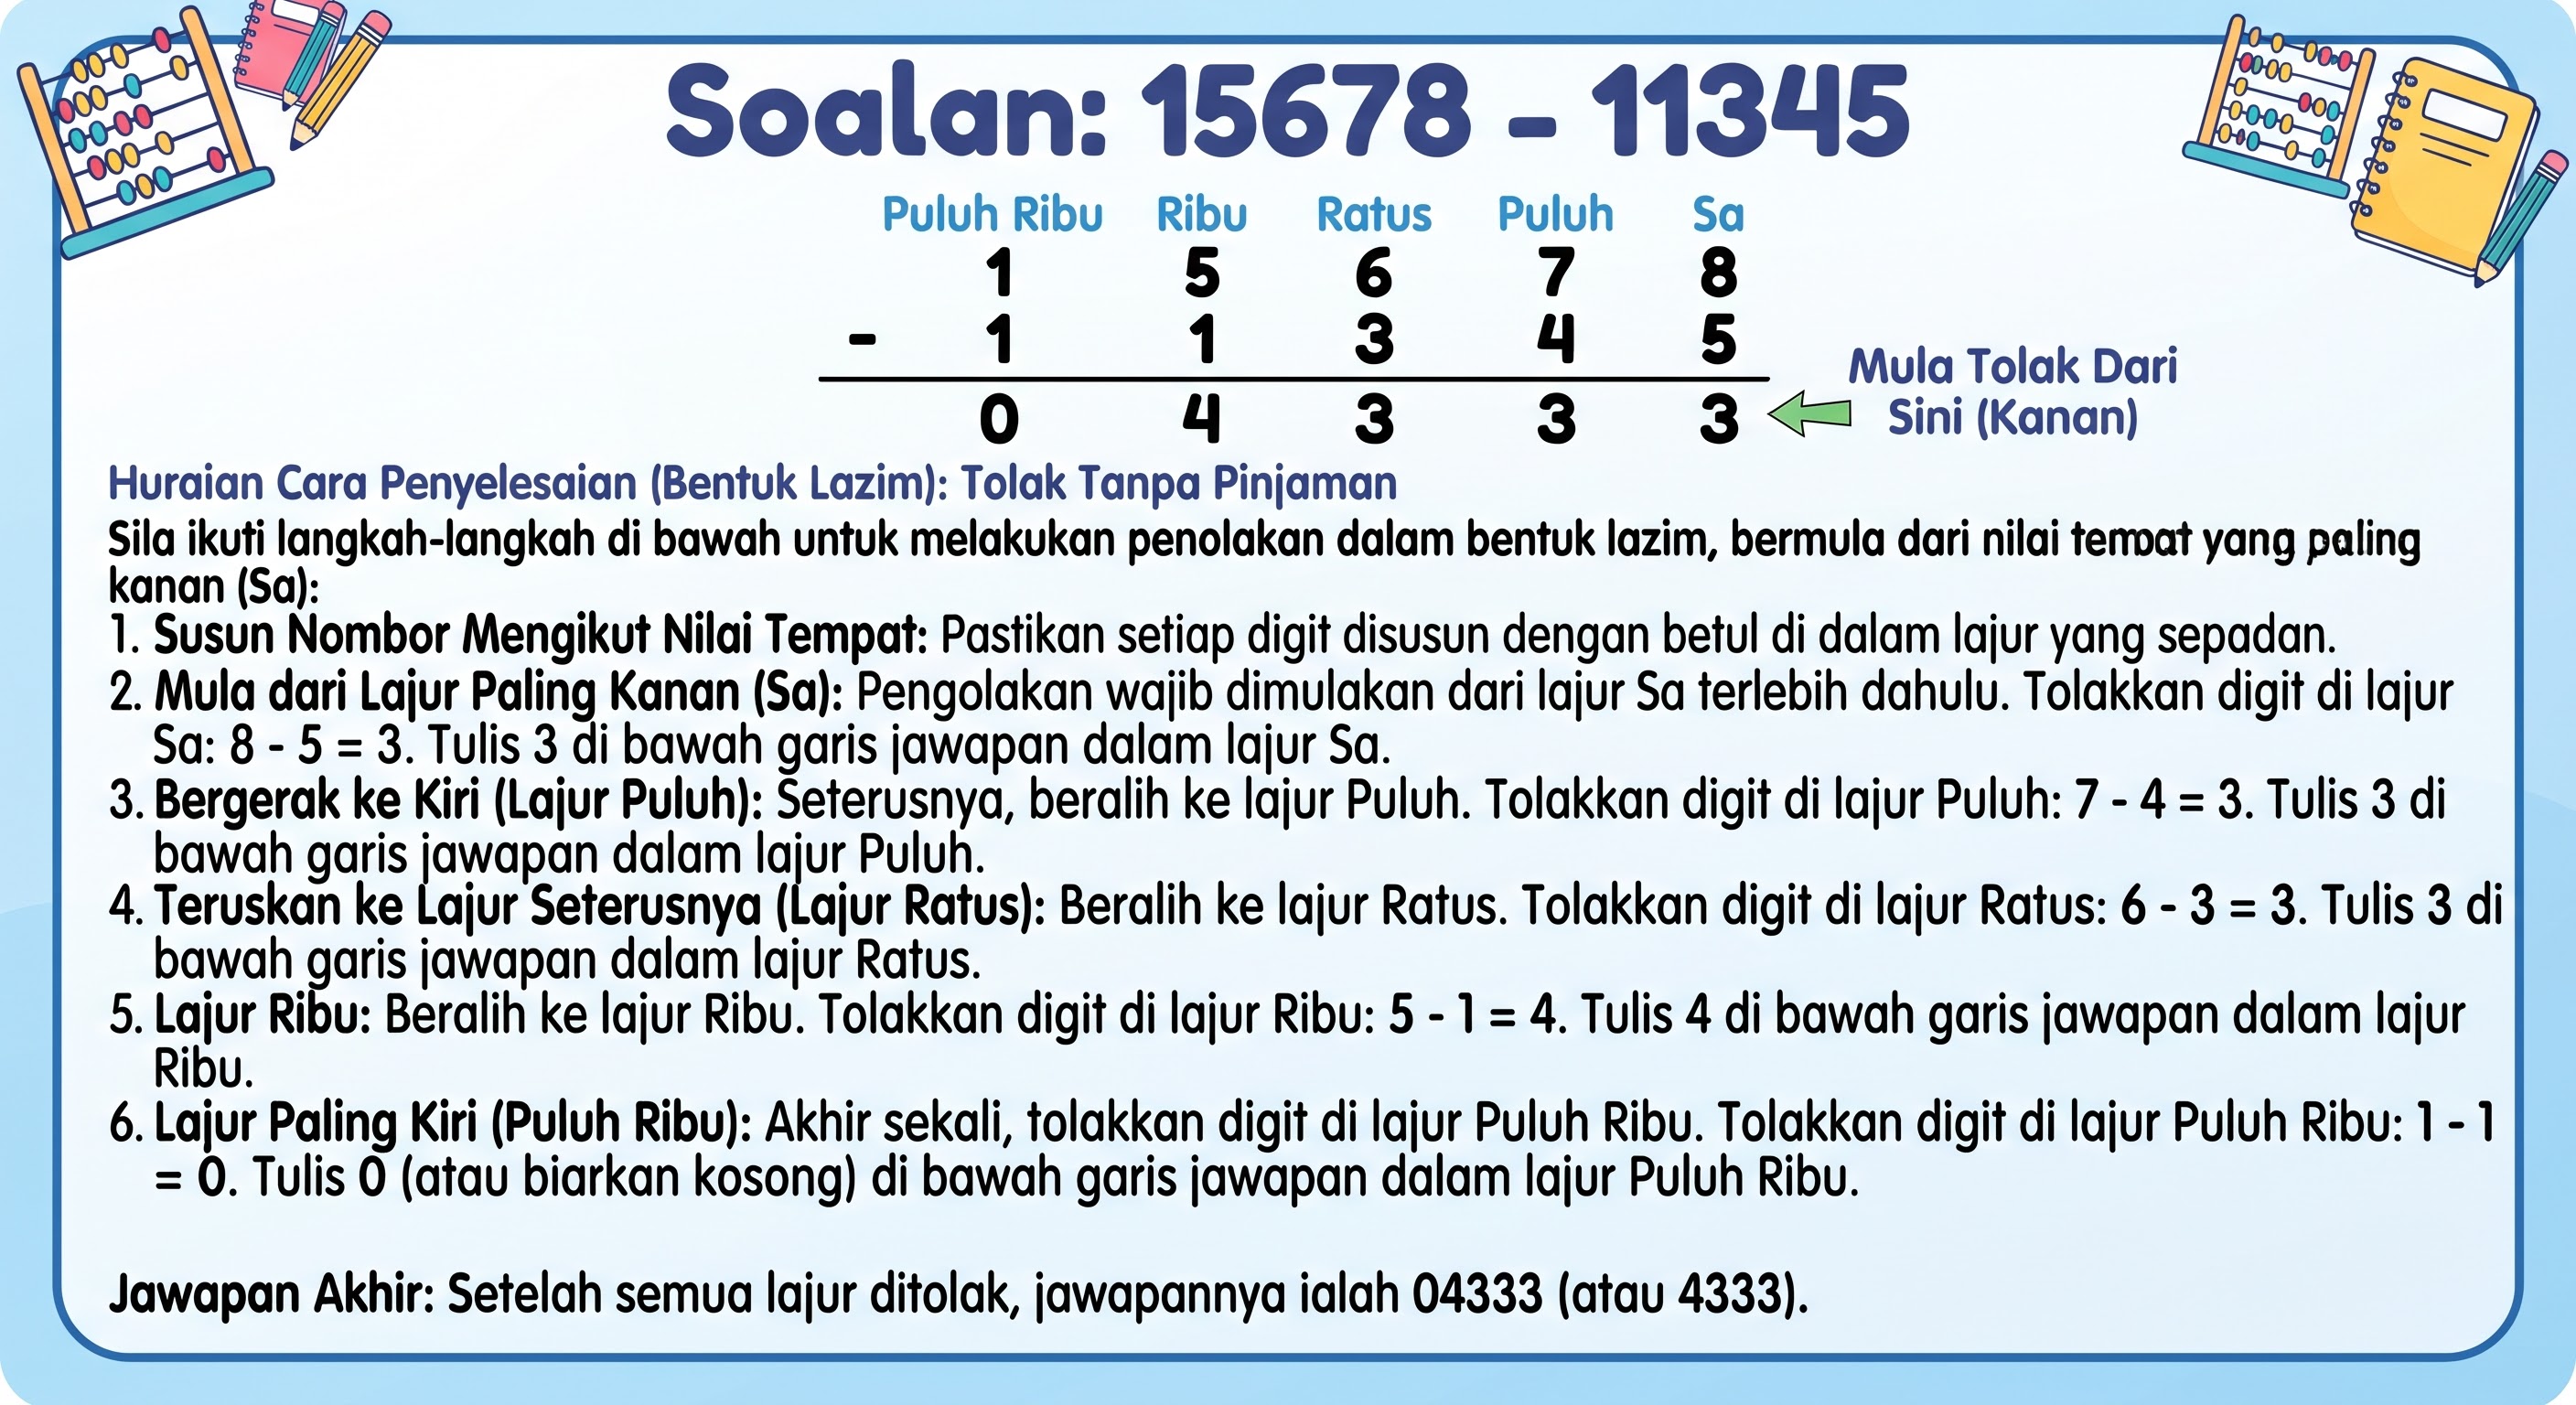 Soalan: 15678 - 11345
Puluh Ribu Ribu Ratus Puluh Sa
1 5 6 7 8
- 1 1 3 4 5
Mula Tolak Dari
Sini (Kanan)
0 4 3 3 3
Huraian Cara Penyelesaian (Bentuk Lazim): Tolak Tanpa Pinjaman
Sila ikuti langkah-langkah di bawah untuk melakukan penolakan dalam bentuk lazim, bermula dari nilai tempat yang paling
kanan (Sa):
1. Susun Nombor Mengikut Nilai Tempat: Pastikan setiap digit disusun dengan betul di dalam lajur yang sepadan.
2. Mula dari Lajur Paling Kanan (Sa): Pengolakan wajib dimulakan dari lajur Sa terlebih dahulu. Tolakkan digit di lajur
Sa: 8 - 5 = 3. Tulis 3 di bawah garis jawapan dalam lajur Sa.
3. Bergerak ke Kiri (Lajur Puluh): Seterusnya, beralih ke lajur Puluh. Tolakkan digit di lajur Puluh: 7 - 4 = 3. Tulis 3 di
bawah garis jawapan dalam lajur Puluh.
4. Teruskan ke Lajur Seterusnya (Lajur Ratus): Beralih ke lajur Ratus. Tolakkan digit di lajur Ratus: 6 - 3 = 3. Tulis 3 di
bawah garis jawapan dalam lajur Ratus.
5. Lajur Ribu: Beralih ke lajur Ribu. Tolakkan digit di lajur Ribu: 5 - 1 = 4. Tulis 4 di bawah garis jawapan dalam lajur
Ribu.
6. Lajur Paling Kiri (Puluh Ribu): Akhir sekali, tolakkan digit di lajur Puluh Ribu. Tolakkan digit di lajur Puluh Ribu: 1 - 1
= 0. Tulis 0 (atau biarkan kosong) di bawah garis jawapan dalam lajur Puluh Ribu.
Jawapan Akhir: Setelah semua lajur ditolak, jawapannya ialah 04333 (atau 4333).